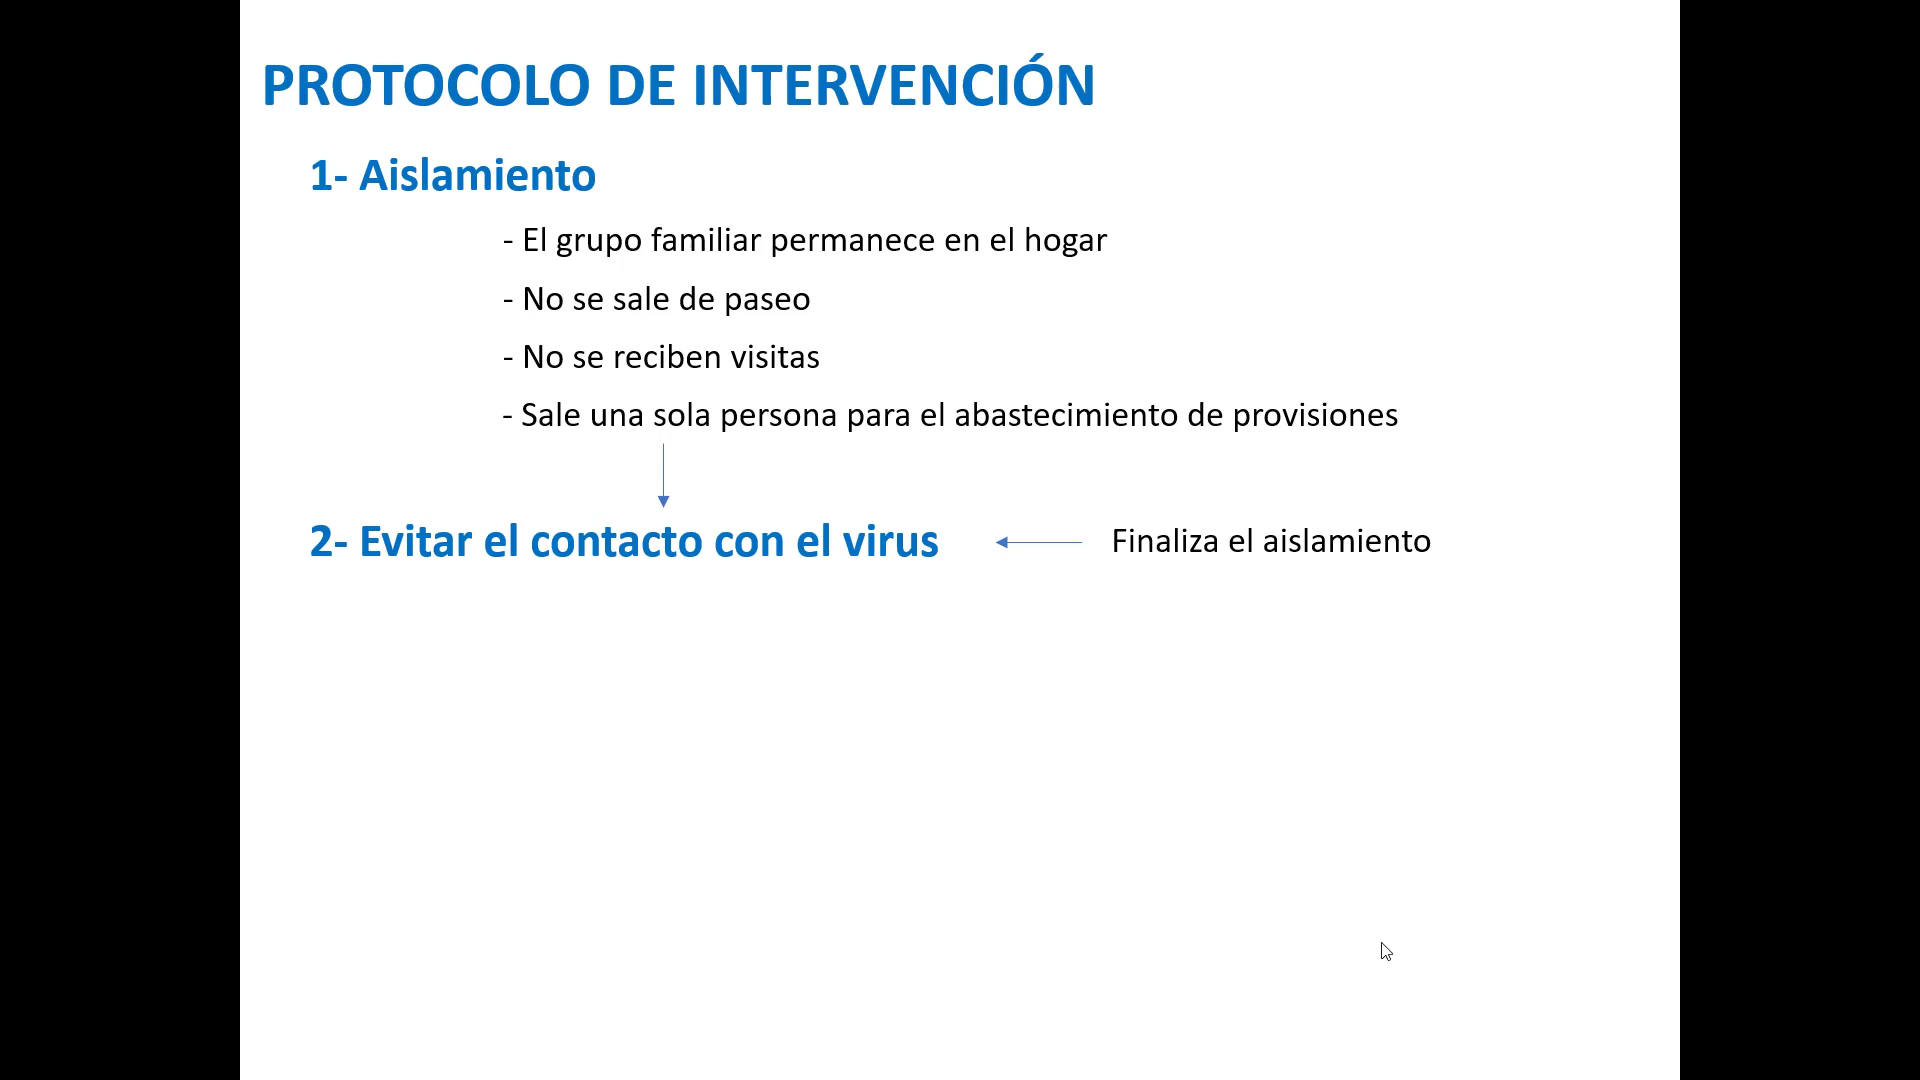 PROTOCOLO DE INTERVENCIÓN
1- Aislamiento
- El grupo familiar permanece en el hogar
- No se sale de paseo
- No se reciben visitas
- Sale una sola persona para el abastecimiento de provisiones
2- Evitar el contacto con el virus
Finaliza el aislamiento